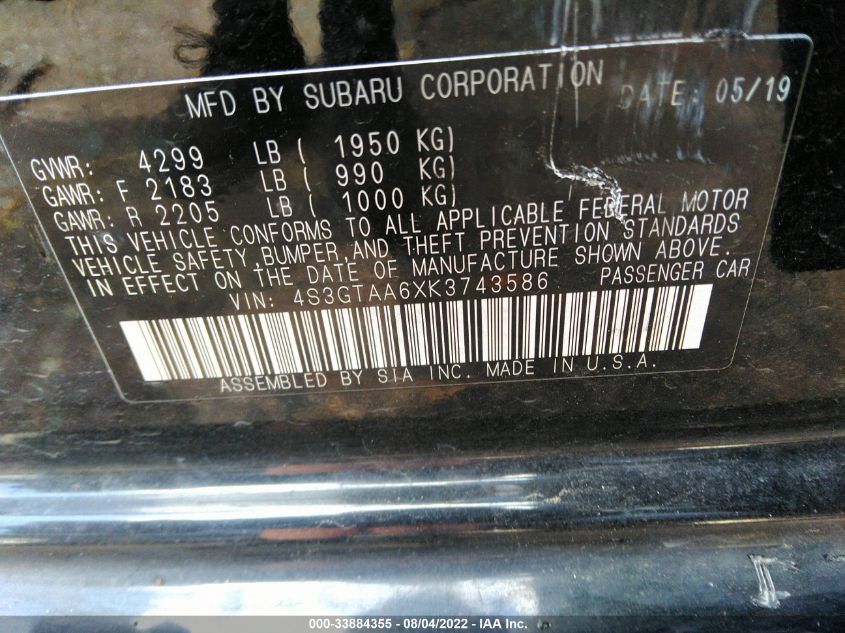 MFD BY SUBARU CORPORATION DATE: 05/19
GVWR: 4299 LB ( 1950 KG)
GAWR: F 2183 LB ( 990 KG)
GAWR: R 2205 LB ( 1000 KG)
THIS VEHICLE CONFORMS TO ALL APPLICABLE FEDERAL MOTOR
VEHICLE SAFETY BUMPER,AND THEFT PREVENTION STANDARDS
IN EFFECT ON THE DATE OF MANUFACTURE SHOWN ABOVE.
VIN: 4S3GTAA6XK3743586 PASSENGER CAR
ASSEMBLED BY SIA INC. MADE IN U.S.A.
000-33884355 - 08/04/2022 - IAA Inc.